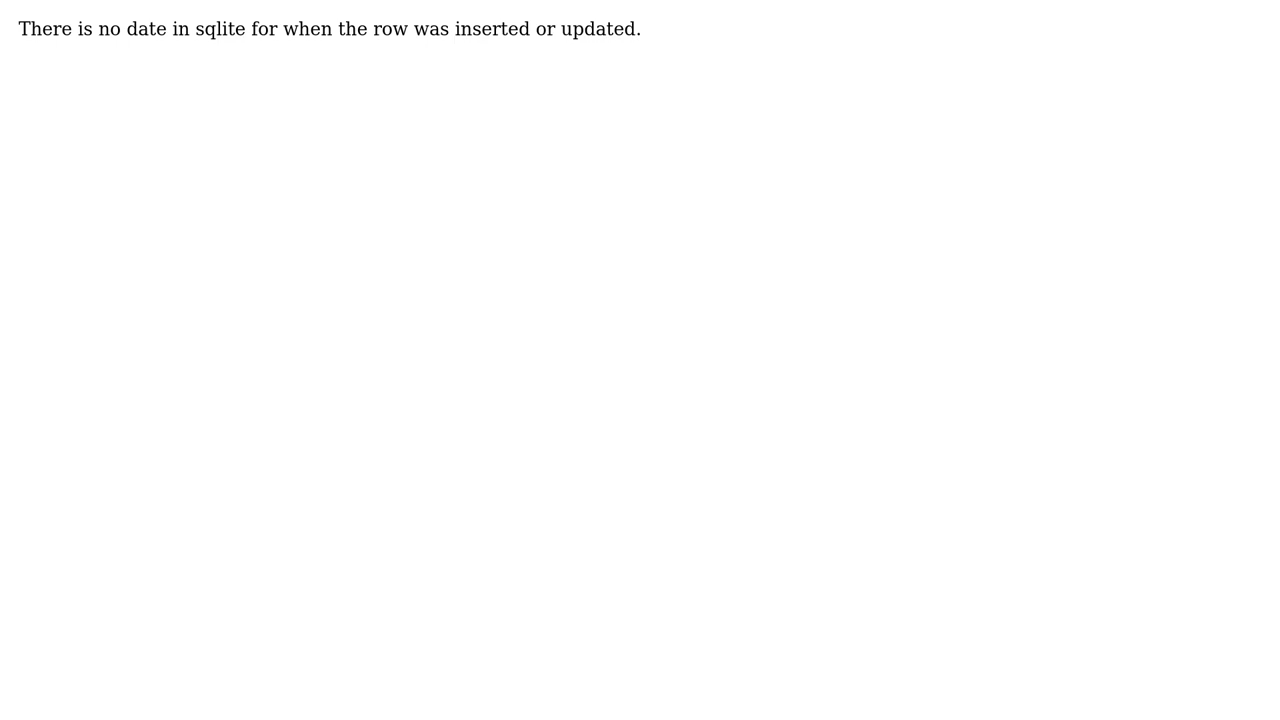 There is no date in sqlite for when the row was inserted or updated.